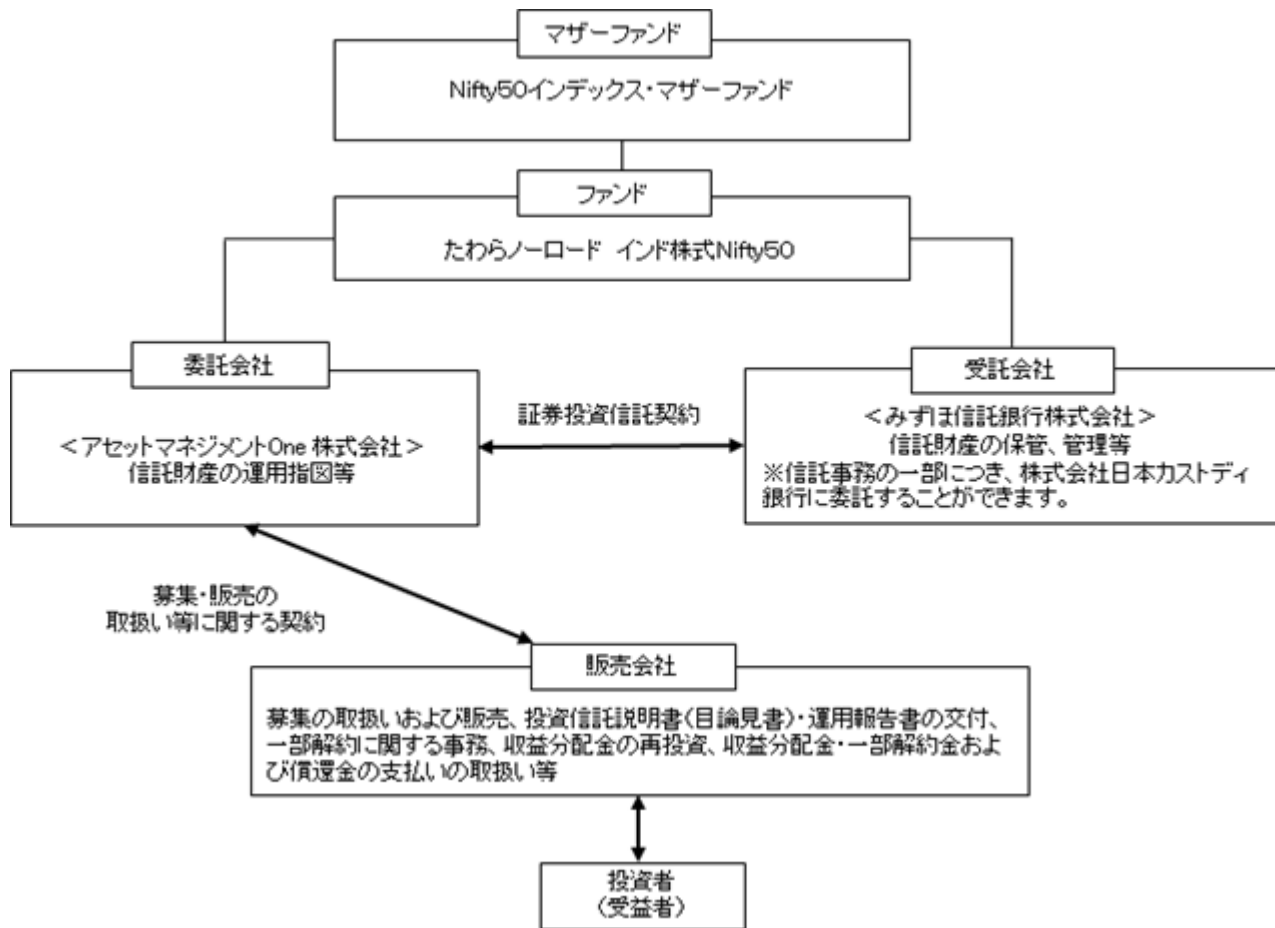 マザーファンド
Nifty50インデックス・マザーファンド
ファンド
たわらノーロード インド株式Nifty50
委託会社
＜アセットマネジメントOne 株式会社＞
信託財産の運用指図等
証券投資信託契約
受託会社
＜みずほ信託銀行株式会社＞
信託財産の保管、管理等
※信託事務の一部につき、株式会社日本カストディ
銀行に委託することができます。
募集・販売の
取扱い等に関する契約
販売会社
募集の取扱いおよび販売、投資信託説明書(目論見書)・運用報告書の交付、
一部解約に関する事務、収益分配金の再投資、収益分配金・一部解約金およ
び償還金の支払いの取扱い等
投資者
（受益者）